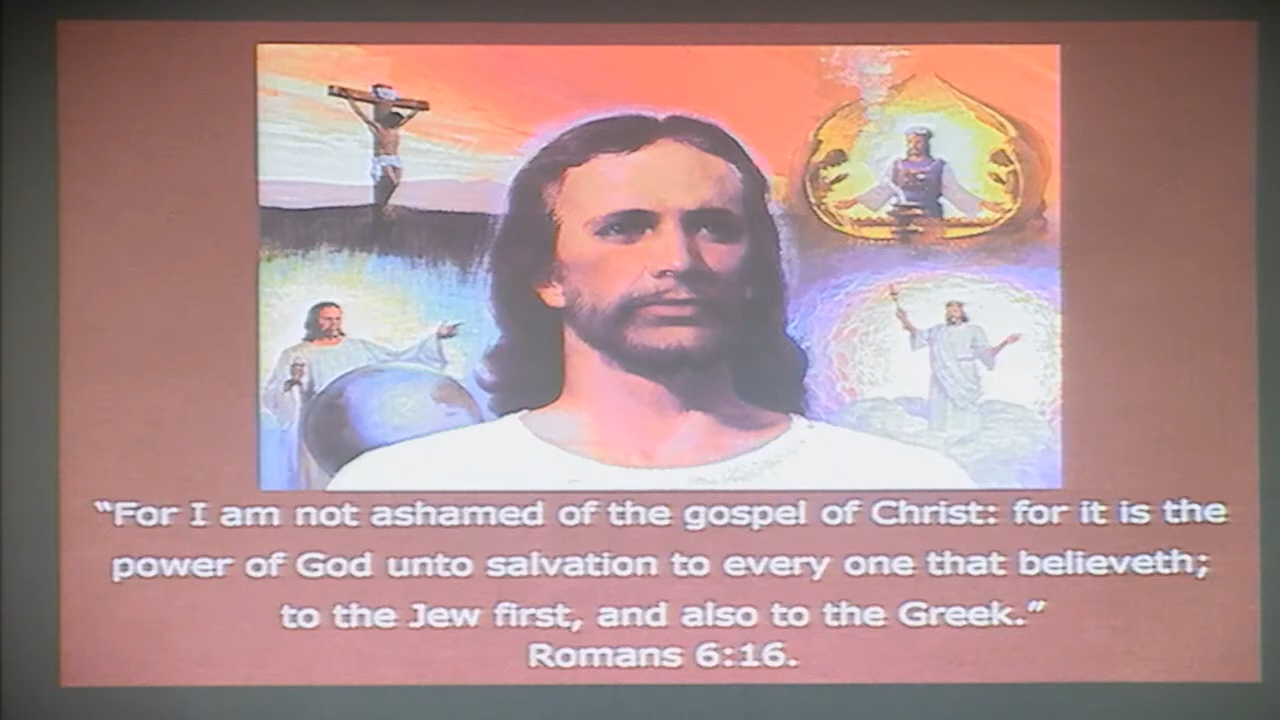 “For I am not ashamed of the gospel of Christ: for it is the
power of God unto salvation to every one that believeth;
to the Jew first, and also to the Greek.”
Romans 6:16.